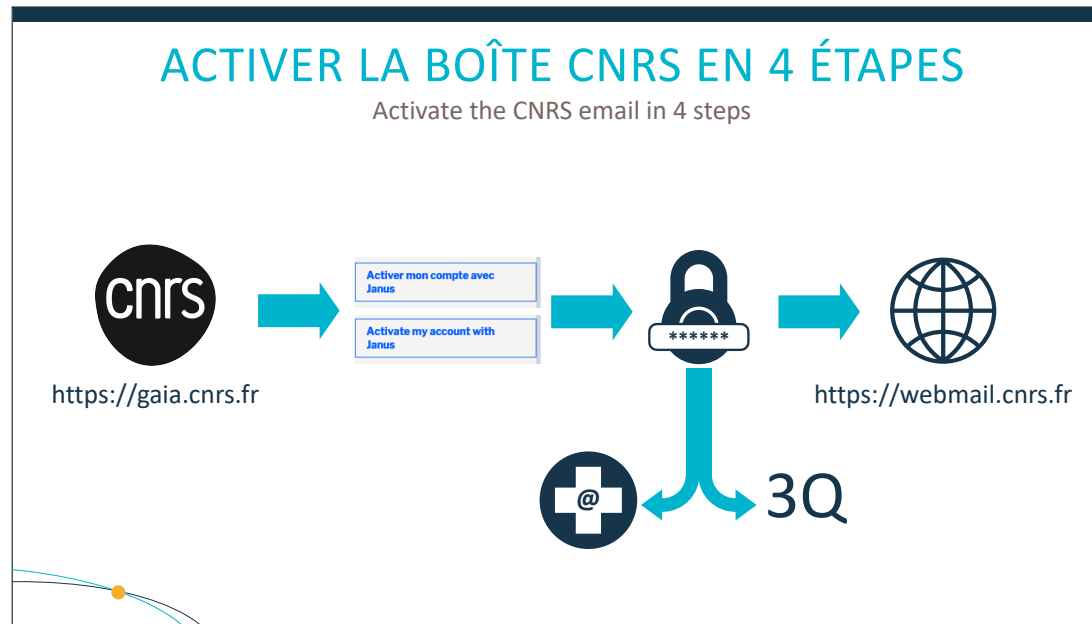 ACTIVER LA BOÎTE CNRS EN 4 ÉTAPES
Activate the CNRS email in 4 steps
cnrs
https://gaia.cnrs.fr
Activer mon compte avec
Janus
Activate my account with
Janus
******
https://webmail.cnrs.fr
@
3Q